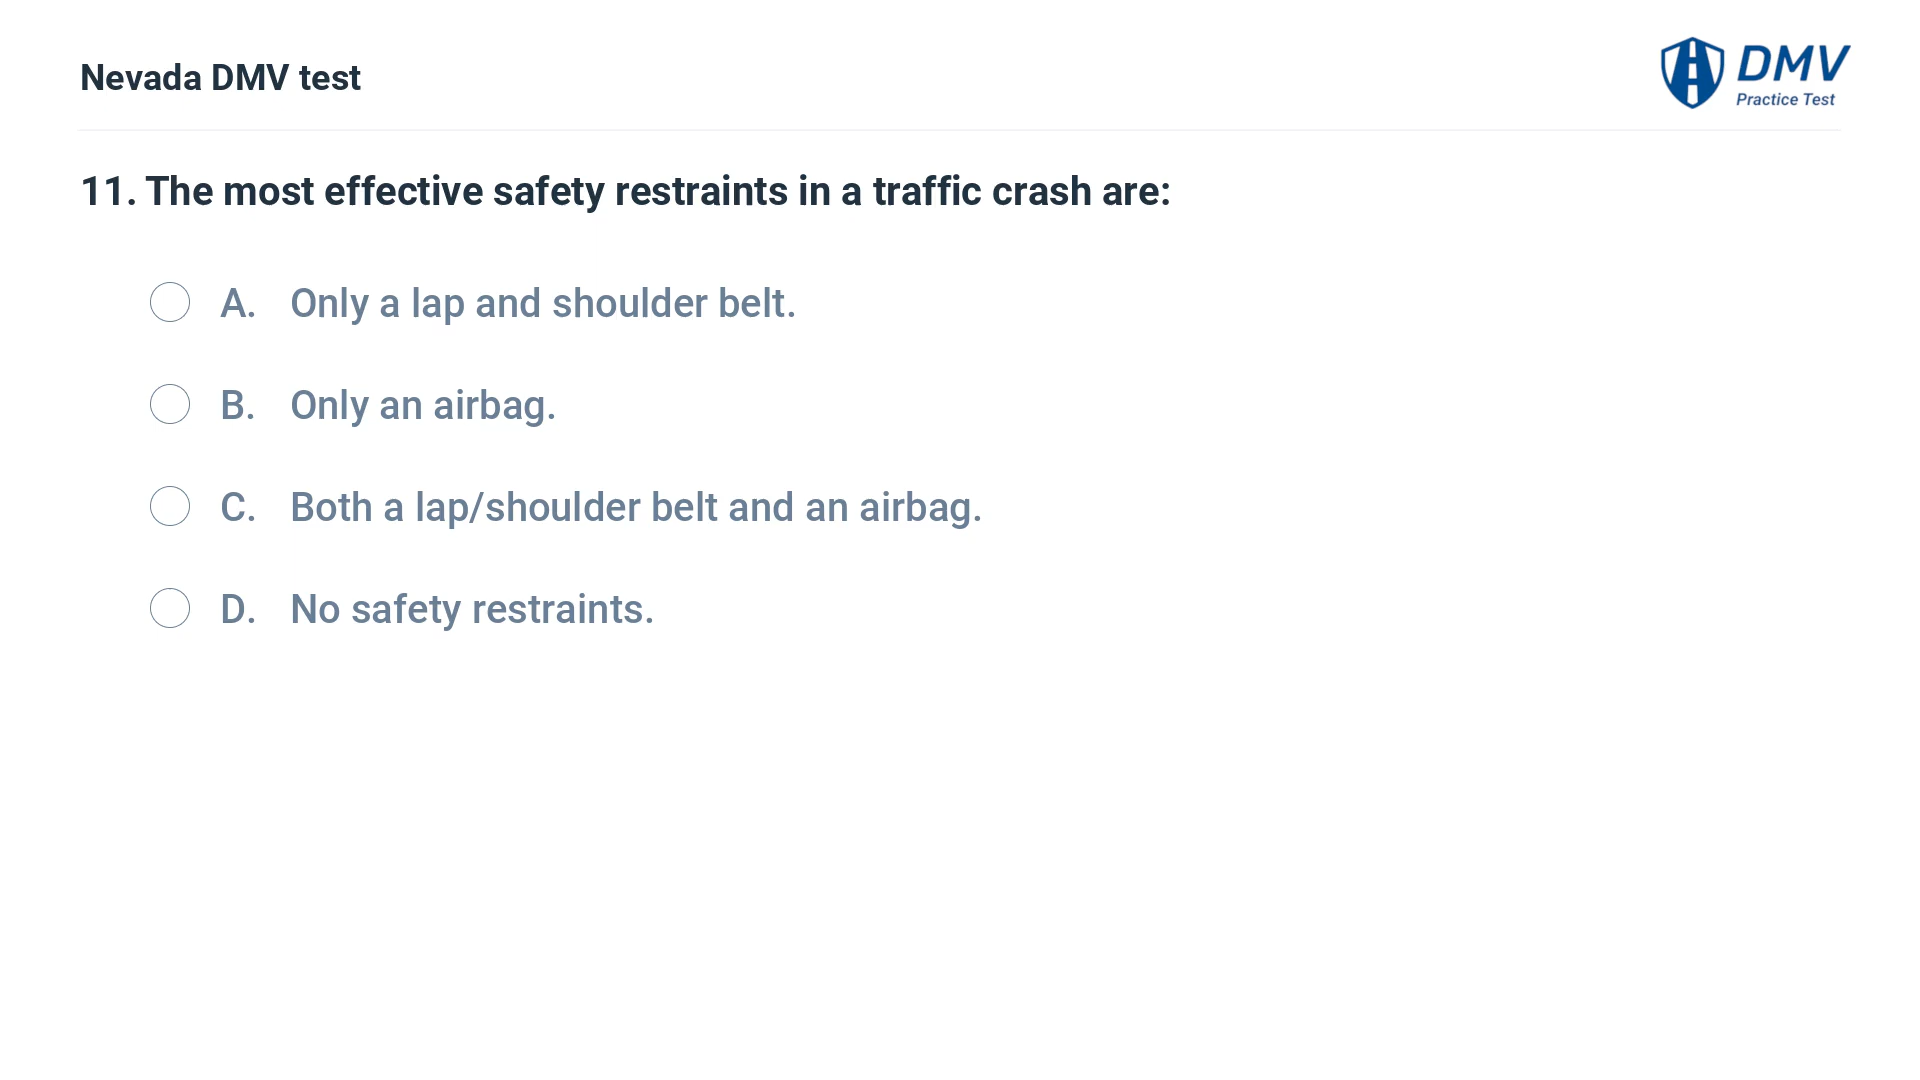 Nevada DMV test
DMV
Practice Test
11. The most effective safety restraints in a traffic crash are:
A. Only a lap and shoulder belt.
B. Only an airbag.
C. Both a lap/shoulder belt and an airbag.
D. No safety restraints.